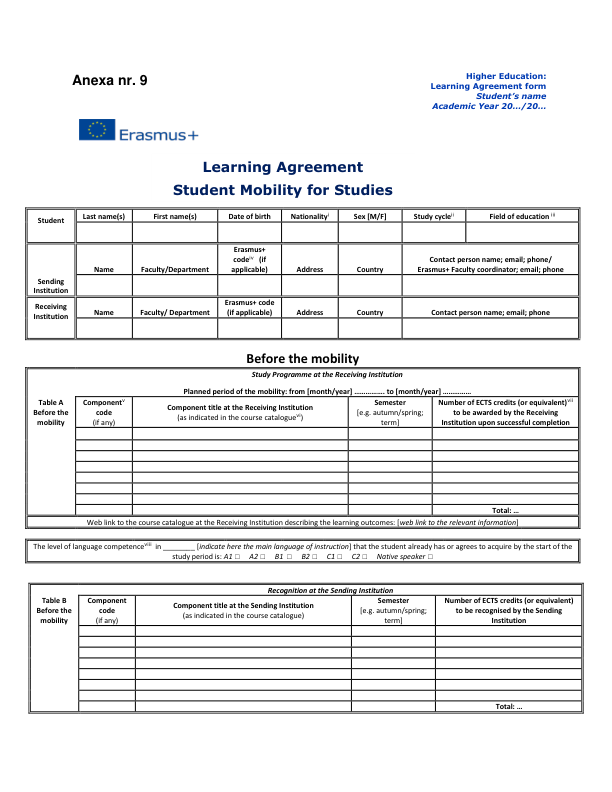 Anexa nr. 9
Higher Education:
Learning Agreement form
Student's name
Academic Year 20.../20...
Erasmus+
Learning Agreement
Student Mobility for Studies
Student
Last name(s) First name(s) Date of birth Nationality^i Sex [M/F] Study cycle^ii Field of education ^iii
Sending
Institution
Name Faculty/Department Erasmus+
code^iv (if
applicable) Address Country Contact person name; email; phone/
Erasmus+ Faculty coordinator; email; phone
Receiving
Institution
Name Faculty/ Department Erasmus+ code
(if applicable) Address Country Contact person name; email; phone
Before the mobility
Study Programme at the Receiving Institution
Planned period of the mobility: from [month/year] ............... to [month/year] ...............
Table A
Before the
mobility
Component^v
code
(if any)
Component title at the Receiving Institution
(as indicated in the course catalogue^vi)
Semester
[e.g. autumn/spring;
term]
Number of ECTS credits (or equivalent)^vii
to be awarded by the Receiving
Institution upon successful completion
Total: ...
Web link to the course catalogue at the Receiving Institution describing the learning outcomes: [web link to the relevant information]
The level of language competence^viii in ________ [indicate here the main language of instruction] that the student already has or agrees to acquire by the start of the
study period is: A1 □ A2 □ B1 □ B2 □ C1 □ C2 □ Native speaker □
Recognition at the Sending Institution
Table B
Before the
mobility
Component
code
(if any)
Component title at the Sending Institution
(as indicated in the course catalogue)
Semester
[e.g. autumn/spring;
term]
Number of ECTS credits (or equivalent)
to be recognised by the Sending
Institution
Total: ...